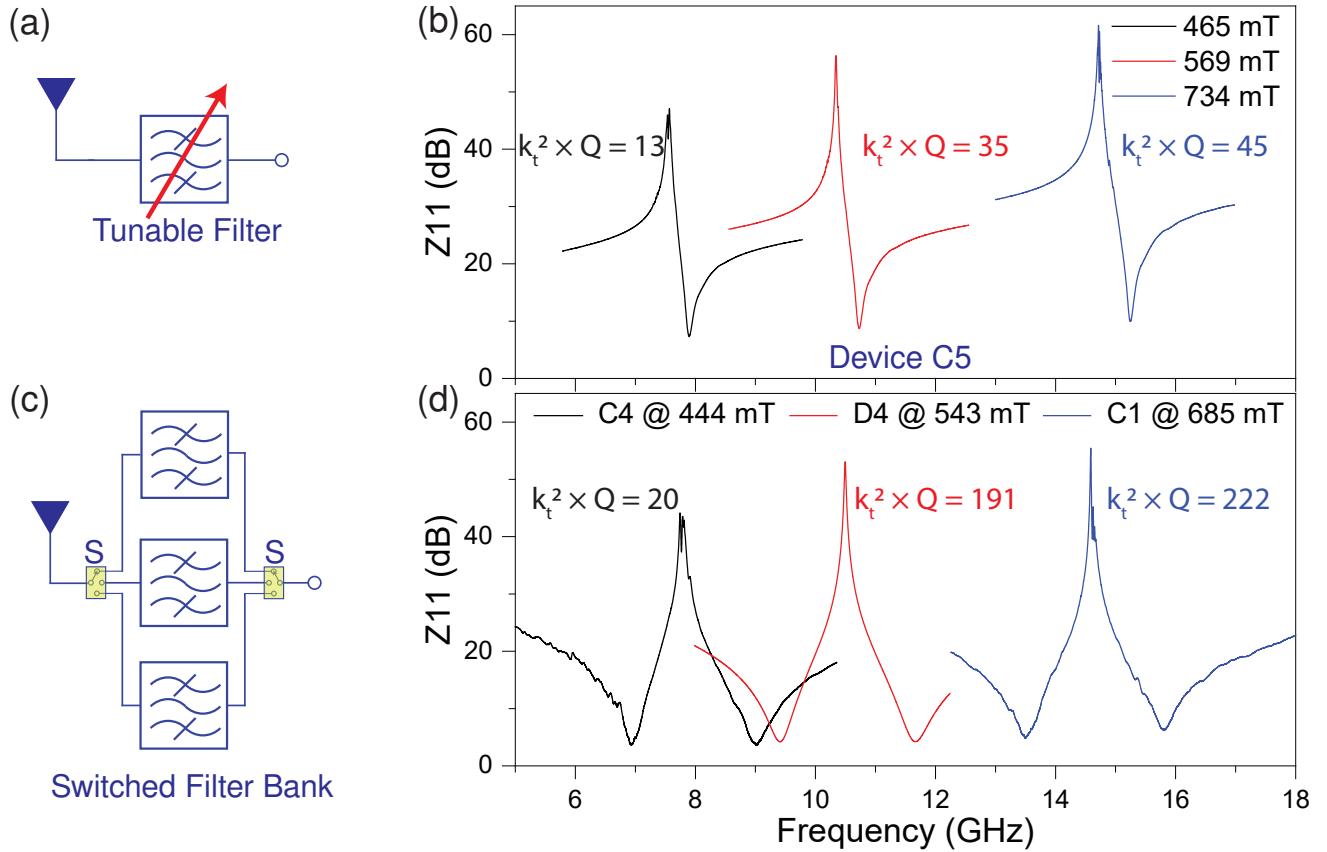 (a)
Tunable Filter
(b)
60
40
20
0
Z11 (dB)
465 mT
569 mT
734 mT
kₜ² × Q = 13
kₜ² × Q = 35
kₜ² × Q = 45
Device C5
(c)
S
S
Switched Filter Bank
(d)
60
40
20
0
Z11 (dB)
C4 @ 444 mT
D4 @ 543 mT
C1 @ 685 mT
kₜ² × Q = 20
kₜ² × Q = 191
kₜ² × Q = 222
6 8 10 12 14 16 18
Frequency (GHz)